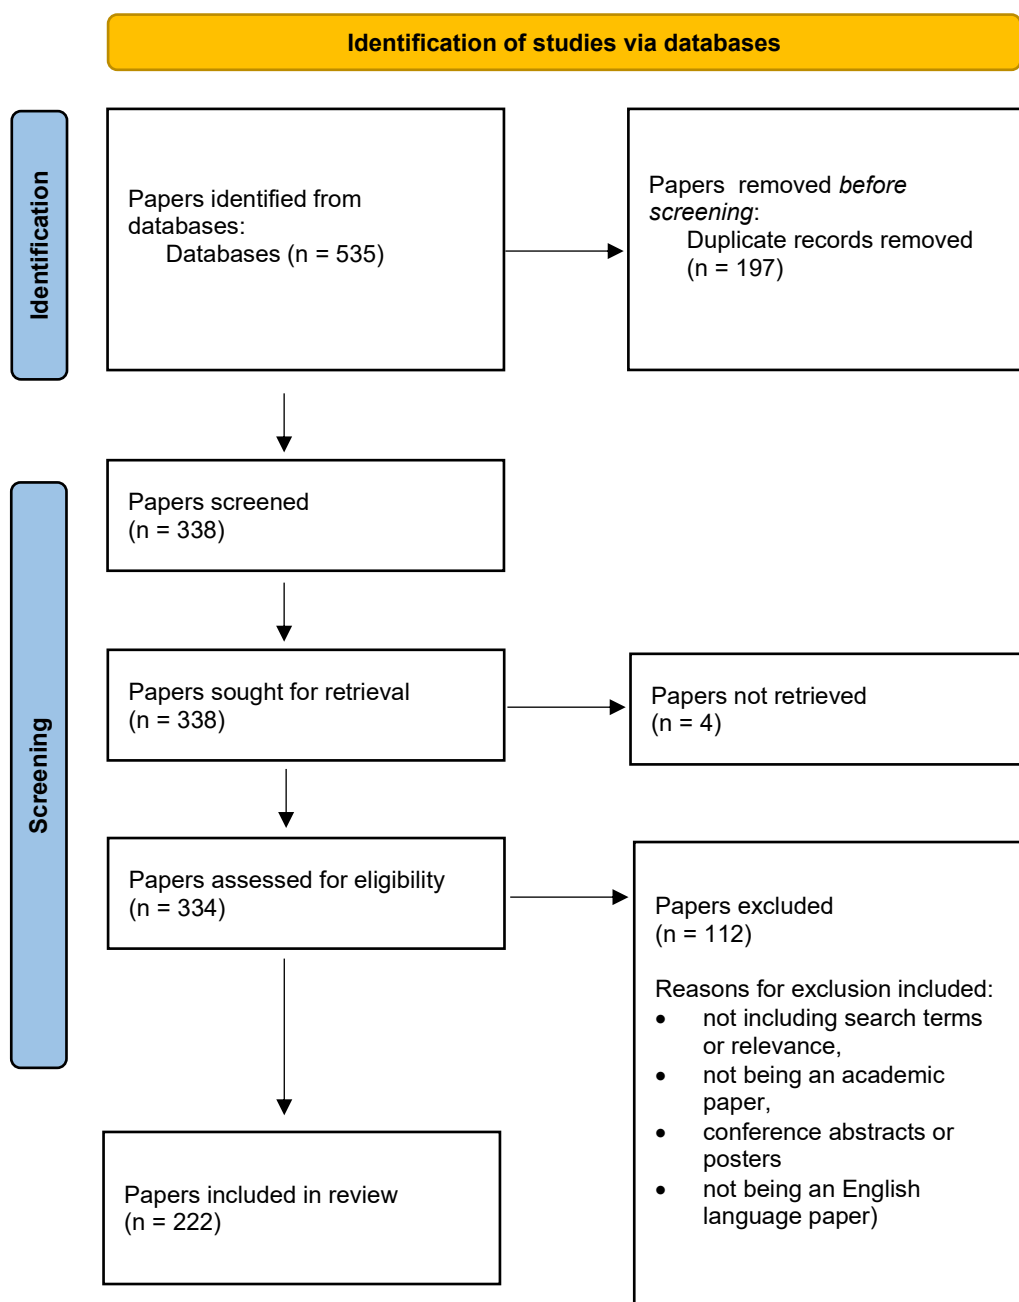 Identification of studies via databases
Identification
Papers identified from
databases:
Databases (n = 535)
Papers  removed before
screening:
Duplicate records removed
(n = 197)
Screening
Papers screened
(n = 338)
Papers sought for retrieval
(n = 338)
Papers not retrieved
(n = 4)
Papers assessed for eligibility
(n = 334)
Papers excluded
(n = 112)
Reasons for exclusion included:
• not including search terms
or relevance,
• not being an academic
paper,
• conference abstracts or
posters
• not being an English
language paper)
Papers included in review
(n = 222)